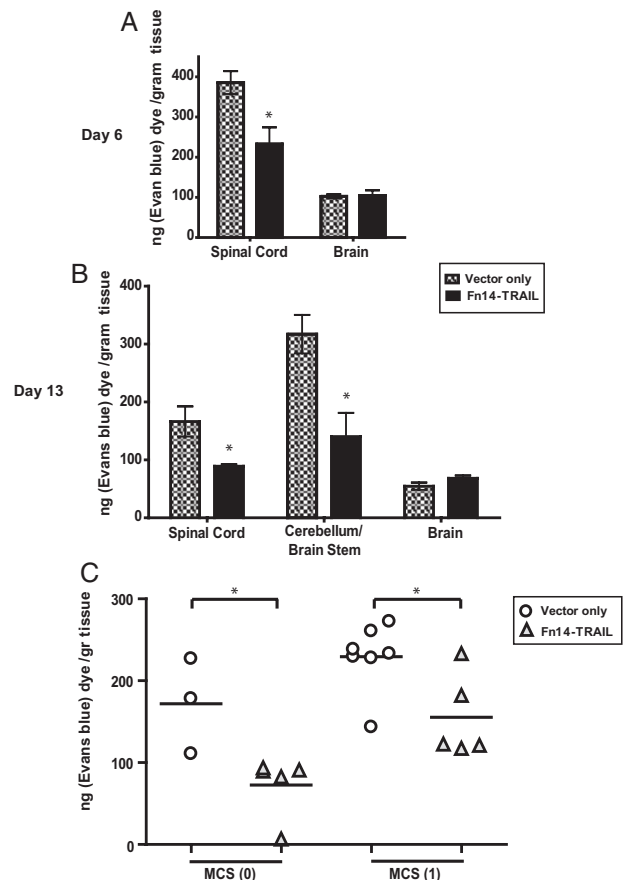 A
ng (Evan blue) dye /gram tissue
400
300
200
100
0
Day 6
*
Spinal Cord
Brain
B
Vector only
Fn14-TRAIL
ng (Evans blue) dye /gram tissue
400
300
200
100
0
Day 13
*
*
Spinal Cord
Cerebellum/
Brain Stem
Brain
C
ng (Evans blue) dye /gr tissue
300
200
100
0
*
*
Vector only
Fn14-TRAIL
MCS (0)
MCS (1)